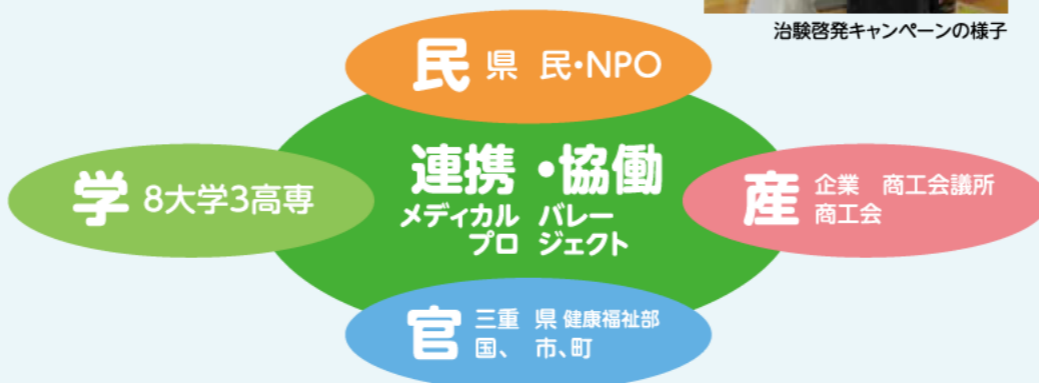 治験啓発キャンペーンの様子
民 県 民・NPO
連携 ・協働
メディカル バレー
プロ ジェクト
学 8大学3高専
産 企業 商工会議所
商工会
官 三重 県 健康福祉部
国、 市、町